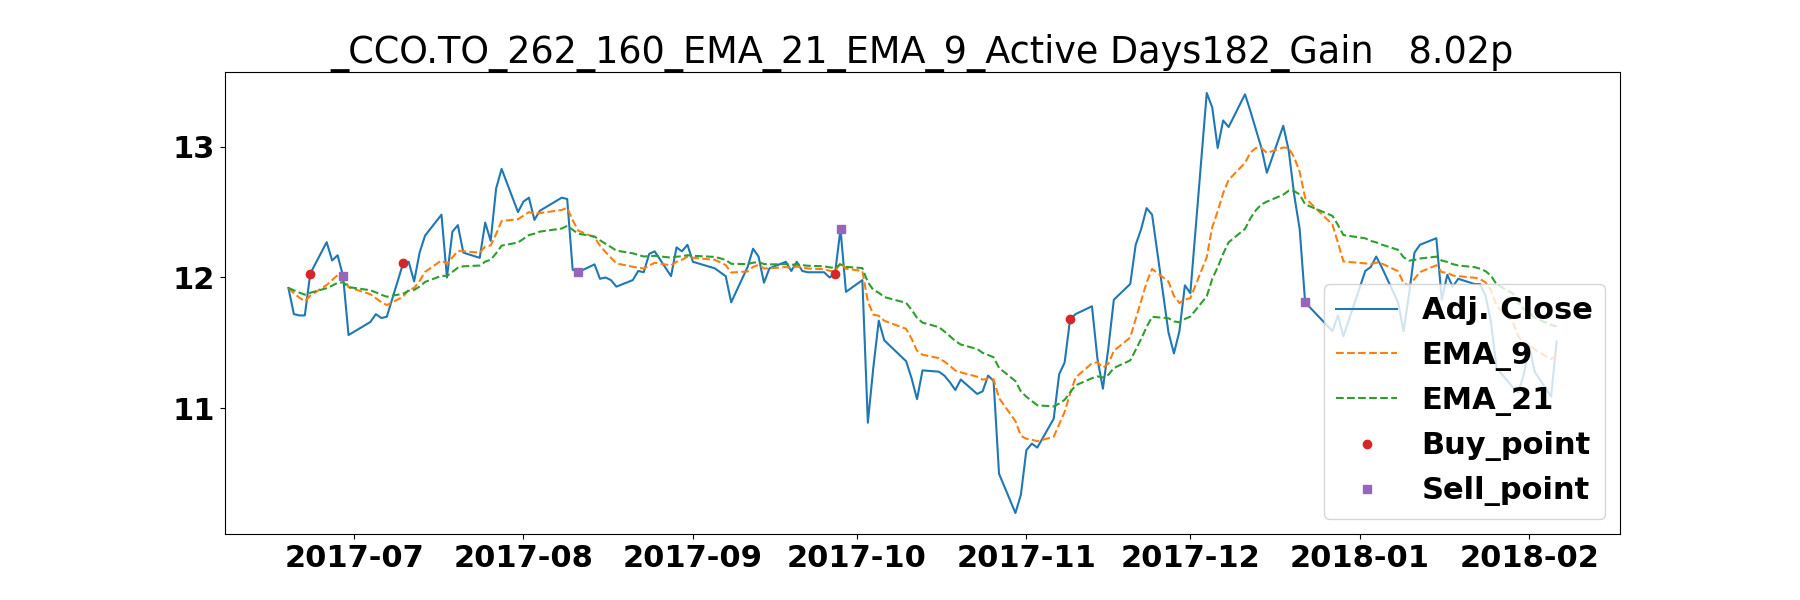 _CCO.TO_262_160_EMA_21_EMA_9_Active Days182_Gain   8.02p
13
12
11
2017-07 2017-08 2017-09 2017-10 2017-11 2017-12 2018-01 2018-02
Adj. Close
EMA_9
EMA_21
Buy_point
Sell_point